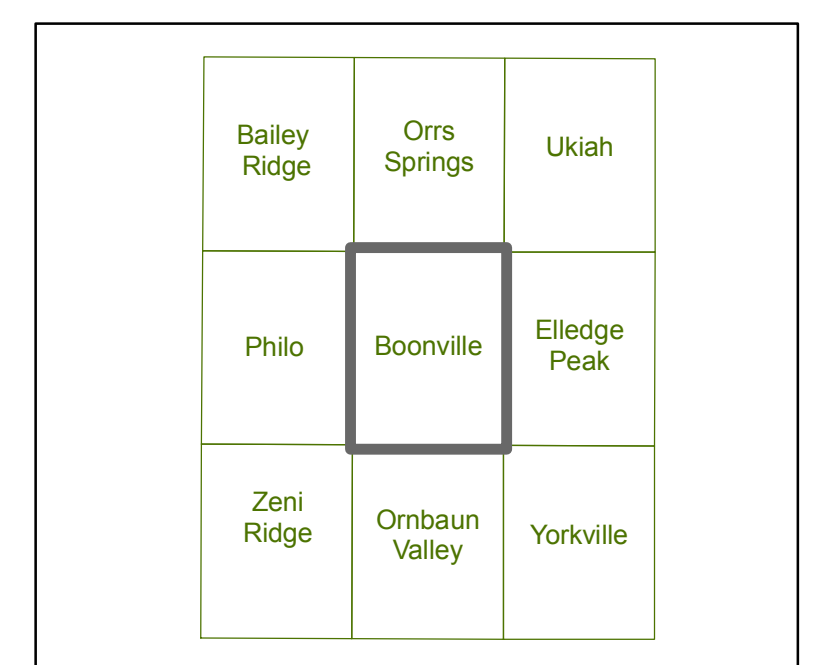 Bailey
Ridge
Orrs
Springs
Ukiah
Philo
Boonville
Elledge
Peak
Zeni
Ridge
Ornbaun
Valley
Yorkville